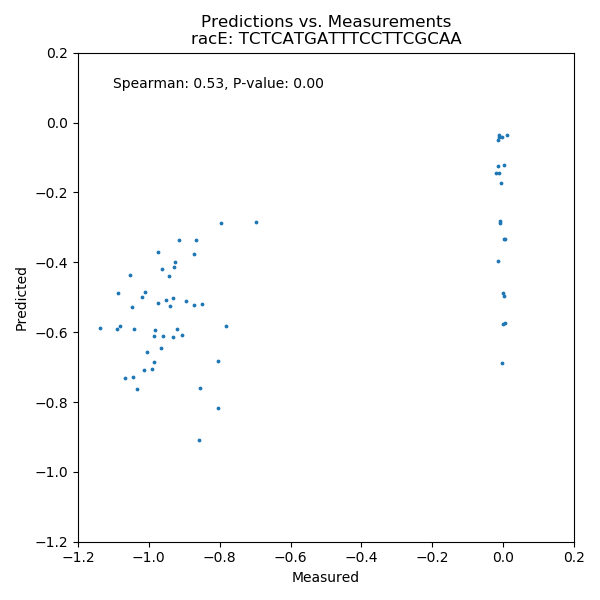 Predictions vs. Measurements
racE: TCTCATGATTTCCTTCGCAA
Spearman: 0.53, P-value: 0.00
0.2
0.0
−0.2
−0.4
−0.6
−0.8
−1.0
−1.2
Predicted
−1.2 −1.0 −0.8 −0.6 −0.4 −0.2 0.0 0.2
Measured